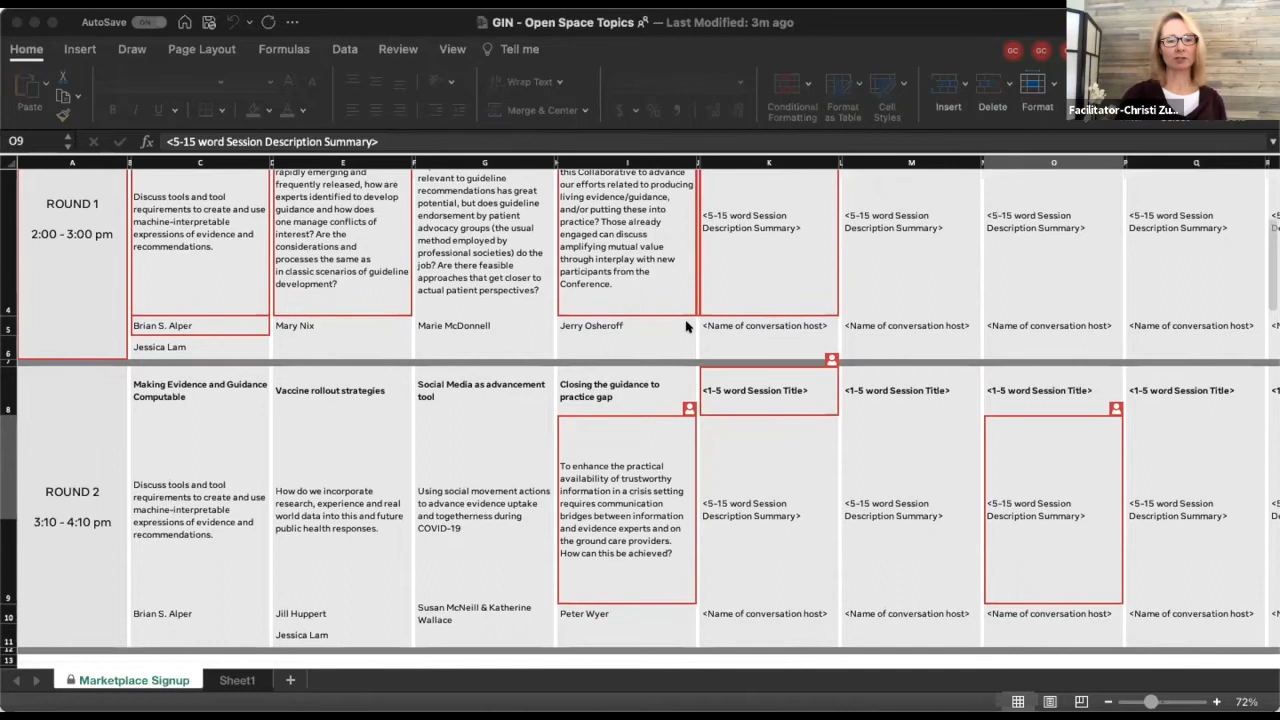 AutoSave
GIN - Open Space Topics — Last Modified: 3m ago
Home Insert Draw Page Layout Formulas Data Review View Tell me
GC GC
Paste
B I U
Wrap Text
Merge & Center
Conditional
Formatting
Format
as Table
Cell
Styles
Insert
Delete
Format
Facilitator-Christi Zu...
O9
fx <5-15 word Session Description Summary>
A C E G I K M O Q
4
ROUND 1
2:00 - 3:00 pm
Discuss tools and tool
requirements to create and use
machine-interpretable
expressions of evidence and
recommendations.
rapidly emerging and
frequently released, how are
experts identified to develop
guidance and how does
one manage conflicts of
interest? Are the
considerations and
processes the same as
in classic scenarios of guideline
development?
relevant to guideline
recommendations has great
potential, but does guideline
endorsement by patient
advocacy groups (the usual
method employed by
professional societies) do the
job? Are there feasible
approaches that get closer to
actual patient perspectives?
this Collaborative to advance
our efforts related to producing
living evidence/guidance,
and/or putting these into
practice? Those already
engaged can discuss
amplifying mutual value
through interplay with new
participants from the
Conference.
<5-15 word Session
Description Summary>
<5-15 word Session
Description Summary>
<5-15 word Session
Description Summary>
<5-15 word Session
Description Summary>
5
Brian S. Alper
Mary Nix
Marie McDonnell
Jerry Osheroff
<Name of conversation host>
<Name of conversation host>
<Name of conversation host>
<Name of conversation host>
6
Jessica Lam
8
Making Evidence and Guidance
Computable
Vaccine rollout strategies
Social Media as advancement
tool
Closing the guidance to
practice gap
<1-5 word Session Title>
<1-5 word Session Title>
<1-5 word Session Title>
<1-5 word Session Title>
9
ROUND 2
3:10 - 4:10 pm
Discuss tools and tool
requirements to create and use
machine-interpretable
expressions of evidence and
recommendations.
How do we incorporate
research, experience and real
world data into this and future
public health responses.
Using social movement actions
to advance evidence uptake
and togetherness during
COVID-19
To enhance the practical
availability of trustworthy
information in a crisis setting
requires communication
bridges between information
and evidence experts and on
the ground care providers.
How can this be achieved?
<5-15 word Session
Description Summary>
<5-15 word Session
Description Summary>
<5-15 word Session
Description Summary>
<5-15 word Session
Description Summary>
10
Brian S. Alper
Jill Huppert
Susan McNeill & Katherine
Wallace
Peter Wyer
<Name of conversation host>
<Name of conversation host>
<Name of conversation host>
<Name of conversation host>
11
Jessica Lam
13
Marketplace Signup Sheet1
72%